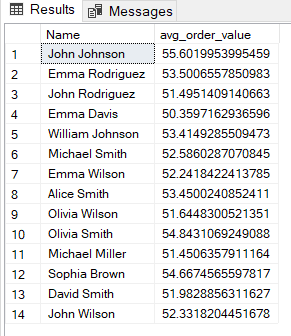 Results Messages
Name avg_order_value
1 John Johnson 55.6019953995459
2 Emma Rodriguez 53.5006557850983
3 John Rodriguez 51.4951409140663
4 Emma Davis 50.3597162936596
5 William Johnson 53.4149285509473
6 Michael Smith 52.5860287070845
7 Emma Wilson 52.2418422413785
8 Alice Smith 53.4500240852411
9 Olivia Wilson 51.6448300521351
10 Olivia Smith 54.8431069249088
11 Michael Miller 51.4506357911164
12 Sophia Brown 54.6674565597817
13 David Smith 51.9828856311627
14 John Wilson 52.3318204451678